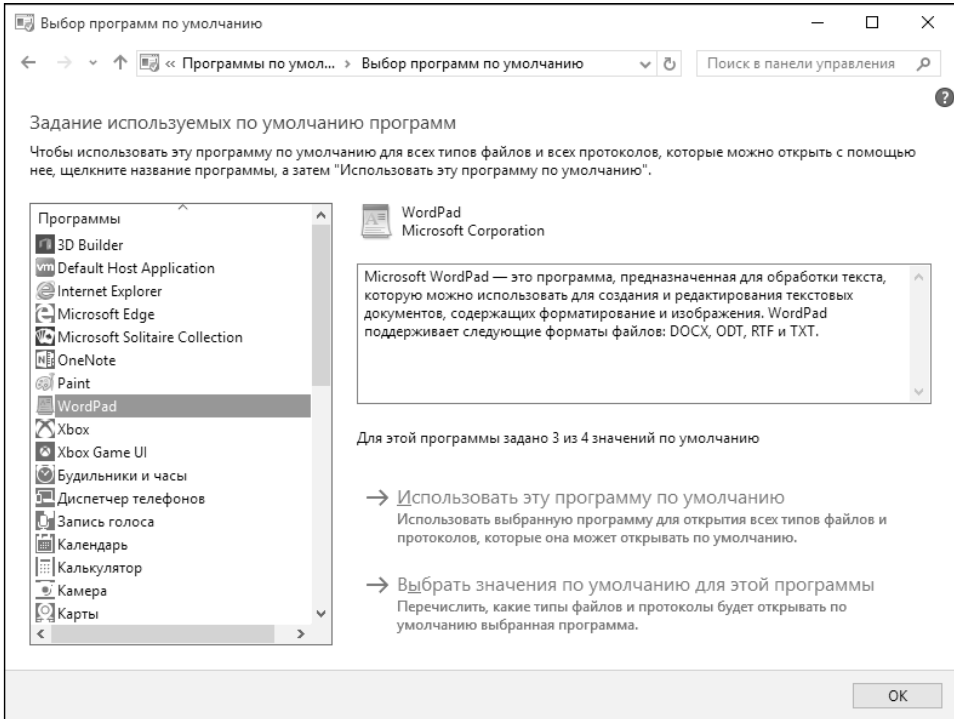 Выбор программ по умолчанию
« Программы по умол... › Выбор программ по умолчанию
Поиск в панели управления
?
Задание используемых по умолчанию программ
Чтобы использовать эту программу по умолчанию для всех типов файлов и всех протоколов, которые можно открыть с помощью
нее, щелкните название программы, а затем "Использовать эту программу по умолчанию".
Программы
3D Builder
vm Default Host Application
Internet Explorer
Microsoft Edge
Microsoft Solitaire Collection
OneNote
Paint
WordPad
Xbox
Xbox Game UI
Будильники и часы
Диспетчер телефонов
Запись голоса
Календарь
Калькулятор
Камера
Карты
WordPad
Microsoft Corporation
Microsoft WordPad — это программа, предназначенная для обработки текста,
которую можно использовать для создания и редактирования текстовых
документов, содержащих форматирование и изображения. WordPad
поддерживает следующие форматы файлов: DOCX, ODT, RTF и TXT.
Для этой программы задано 3 из 4 значений по умолчанию
Использовать эту программу по умолчанию
Использовать выбранную программу для открытия всех типов файлов и
протоколов, которые она может открывать по умолчанию.
Выбрать значения по умолчанию для этой программы
Перечислить, какие типы файлов и протоколы будет открывать по
умолчанию выбранная программа.
OK